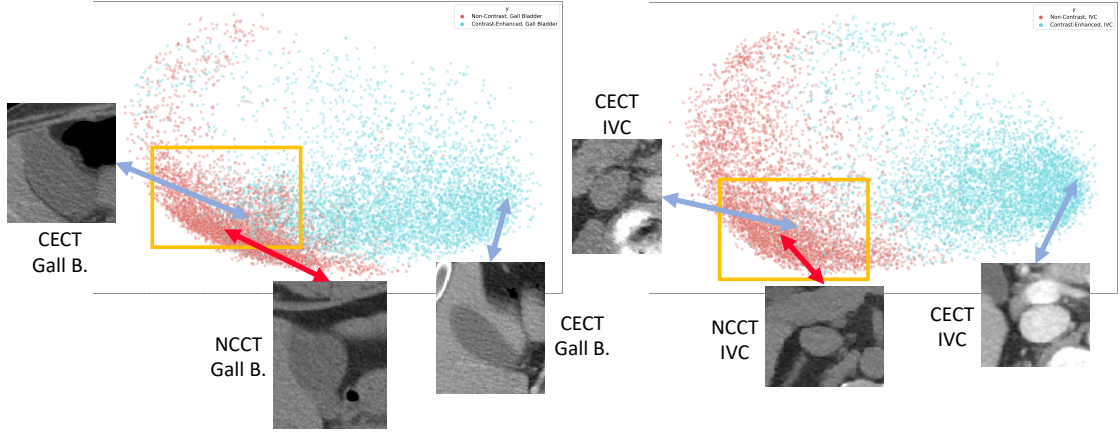 y
Non-Contrast, Gall Bladder
Contrast-Enhanced, Gall Bladder
CECT
Gall B.
NCCT
Gall B.
CECT
Gall B.
y
Non-Contrast, IVC
Contrast-Enhanced, IVC
CECT
IVC
NCCT
IVC
CECT
IVC